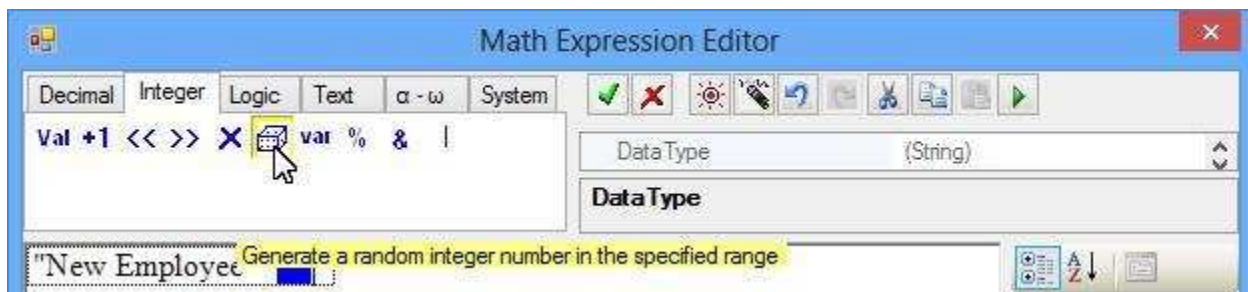 Math Expression Editor
Decimal Integer Logic Text α - ω System
Val +1 << >> X var % & |
DataType (String)
DataType
Generate a random integer number in the specified range
"New Employee